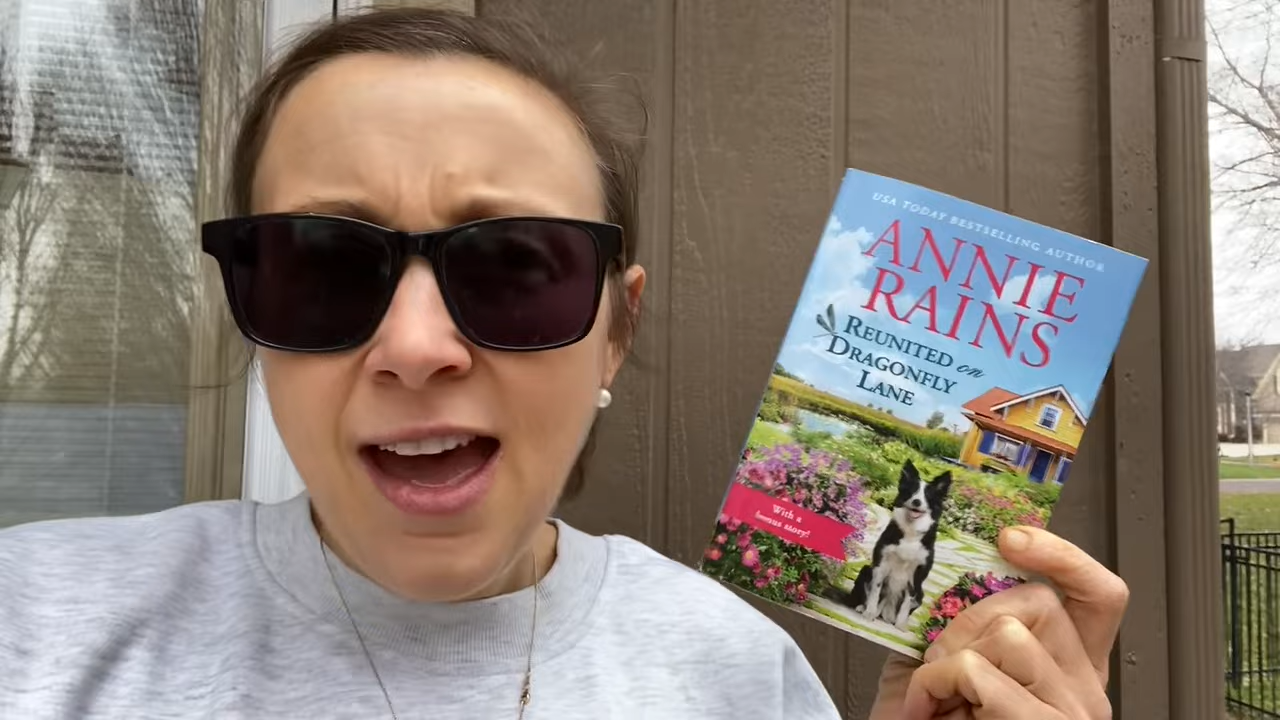 USA TODAY BESTSELLING AUTHOR
ANNIE
RAINS
REUNITED on
DRAGONFLY
LANE
With a
bonus story!